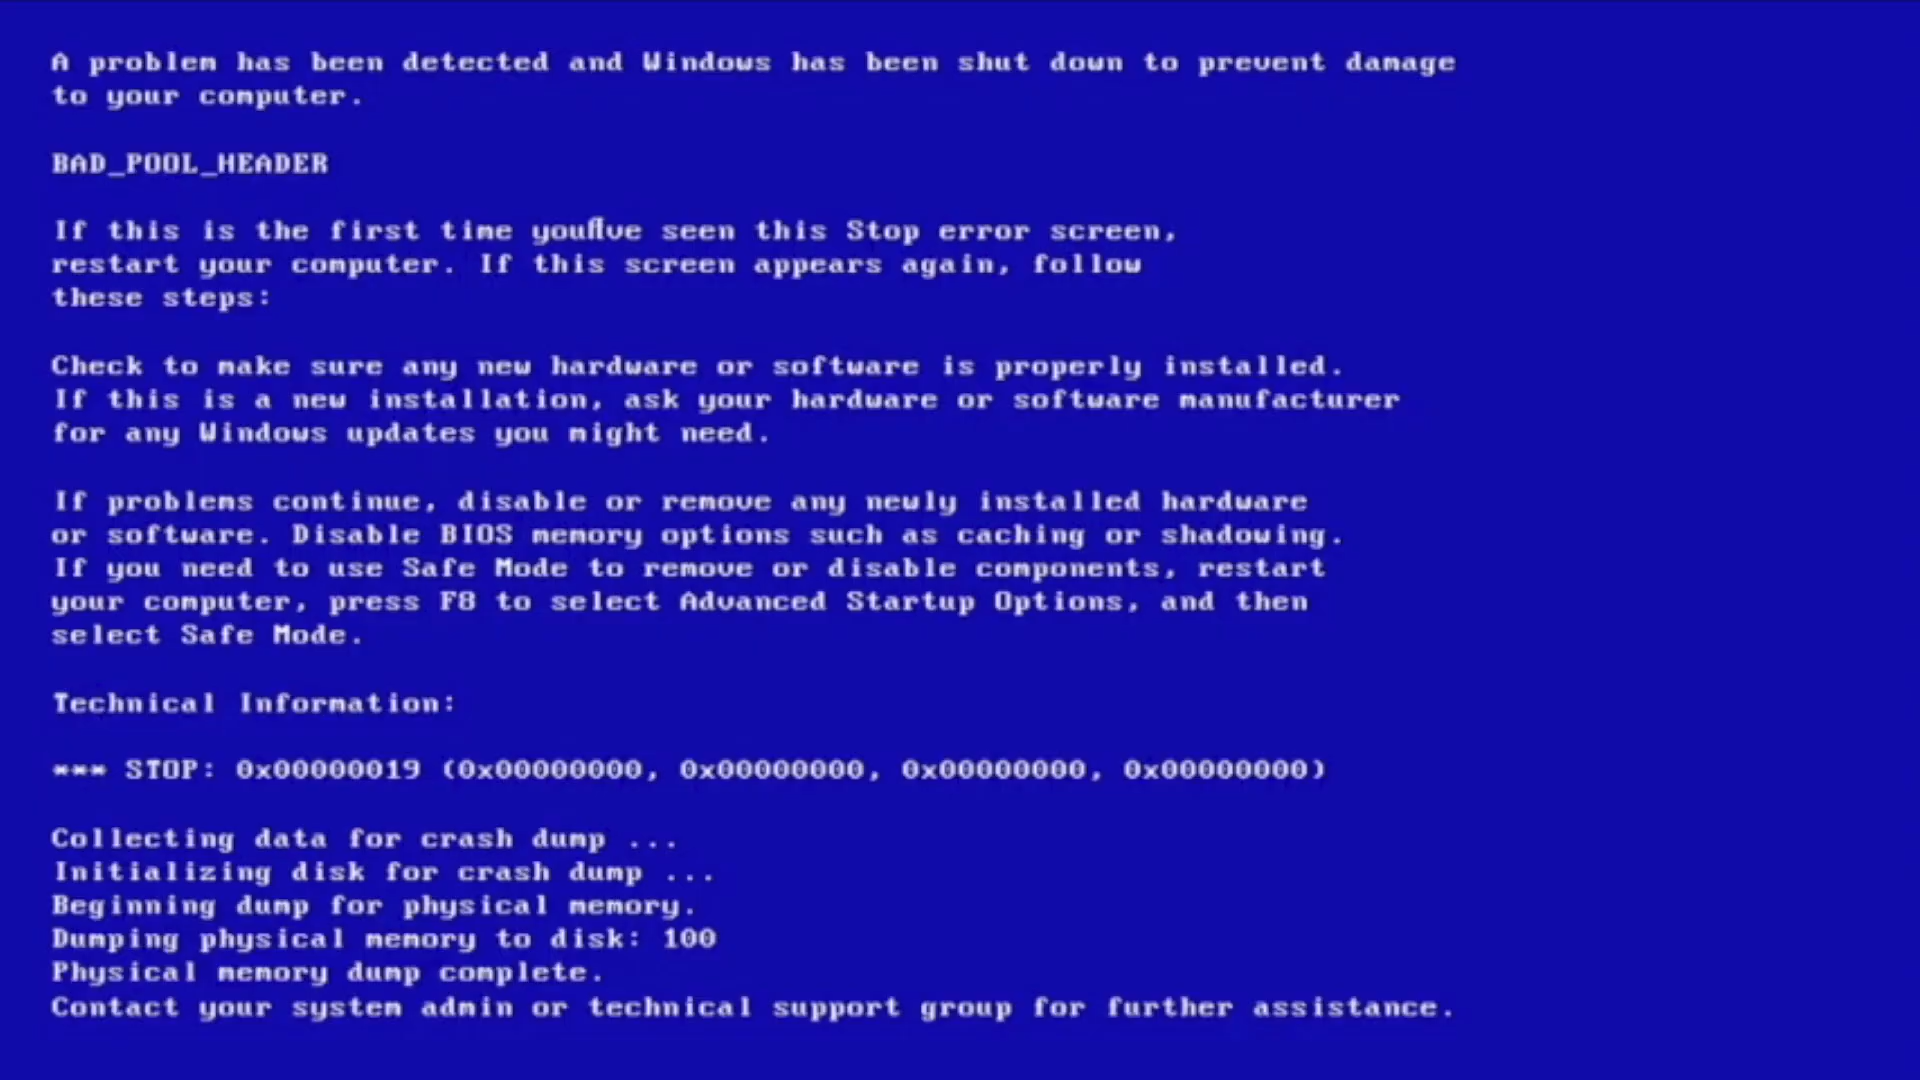 A problem has been detected and Windows has been shut down to prevent damage
to your computer.
BAD_POOL_HEADER
If this is the first time youflve seen this Stop error screen,
restart your computer. If this screen appears again, follow
these steps:
Check to make sure any new hardware or software is properly installed.
If this is a new installation, ask your hardware or software manufacturer
for any Windows updates you might need.
If problems continue, disable or remove any newly installed hardware
or software. Disable BIOS memory options such as caching or shadowing.
If you need to use Safe Mode to remove or disable components, restart
your computer, press F8 to select Advanced Startup Options, and then
select Safe Mode.
Technical Information:
*** STOP: 0x00000019 (0x00000000, 0x00000000, 0x00000000, 0x00000000)
Collecting data for crash dump ...
Initializing disk for crash dump ...
Beginning dump for physical memory.
Dumping physical memory to disk: 100
Physical memory dump complete.
Contact your system admin or technical support group for further assistance.